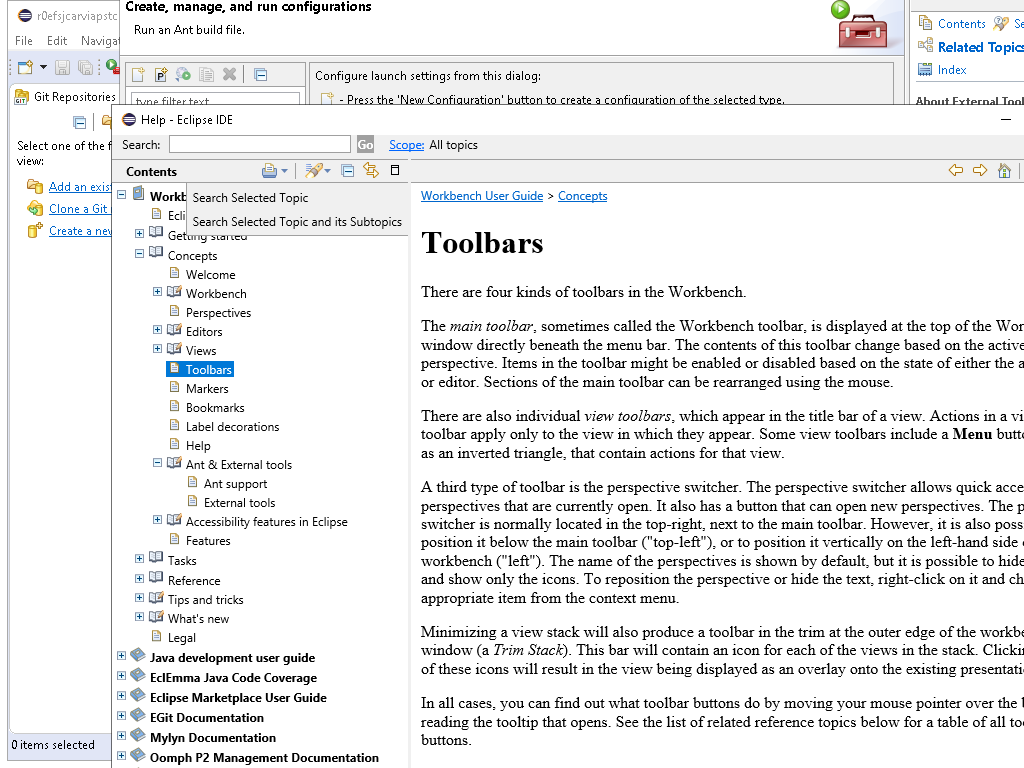 r0efsjcarviapstc
File Edit Naviga
Git Repositories
Select one of the f
view:
Add an exis
Clone a Git
Create a new
0 items selected
Create, manage, and run configurations
Run an Ant build file.
type filter text
Configure launch settings from this dialog:
- Press the 'New Configuration' button to create a configuration of the selected type.
Contents Se
Related Topics
Index
About External Tool
Help - Eclipse IDE
Search: Go Scope: All topics
Contents
Search Selected Topic
Search Selected Topic and its Subtopics
Workb
Ecli
Getting started
Concepts
Welcome
Workbench
Perspectives
Editors
Views
Toolbars
Markers
Bookmarks
Label decorations
Help
Ant & External tools
Ant support
External tools
Accessibility features in Eclipse
Features
Tasks
Reference
Tips and tricks
What's new
Legal
Java development user guide
EclEmma Java Code Coverage
Eclipse Marketplace User Guide
EGit Documentation
Mylyn Documentation
Oomph P2 Management Documentation
Workbench User Guide > Concepts
Toolbars
There are four kinds of toolbars in the Workbench.
The main toolbar, sometimes called the Workbench toolbar, is displayed at the top of the Wor
window directly beneath the menu bar. The contents of this toolbar change based on the active
perspective. Items in the toolbar might be enabled or disabled based on the state of either the a
or editor. Sections of the main toolbar can be rearranged using the mouse.
There are also individual view toolbars, which appear in the title bar of a view. Actions in a vi
toolbar apply only to the view in which they appear. Some view toolbars include a Menu butto
as an inverted triangle, that contain actions for that view.
A third type of toolbar is the perspective switcher. The perspective switcher allows quick acce
perspectives that are currently open. It also has a button that can open new perspectives. The p
switcher is normally located in the top-right, next to the main toolbar. However, it is also poss
position it below the main toolbar ("top-left"), or to position it vertically on the left-hand side o
workbench ("left"). The name of the perspectives is shown by default, but it is possible to hide
and show only the icons. To reposition the perspective or hide the text, right-click on it and ch
appropriate item from the context menu.
Minimizing a view stack will also produce a toolbar in the trim at the outer edge of the workbe
window (a Trim Stack). This bar will contain an icon for each of the views in the stack. Clickin
of these icons will result in the view being displayed as an overlay onto the existing presentati
In all cases, you can find out what toolbar buttons do by moving your mouse pointer over the b
reading the tooltip that opens. See the list of related reference topics below for a table of all too
buttons.